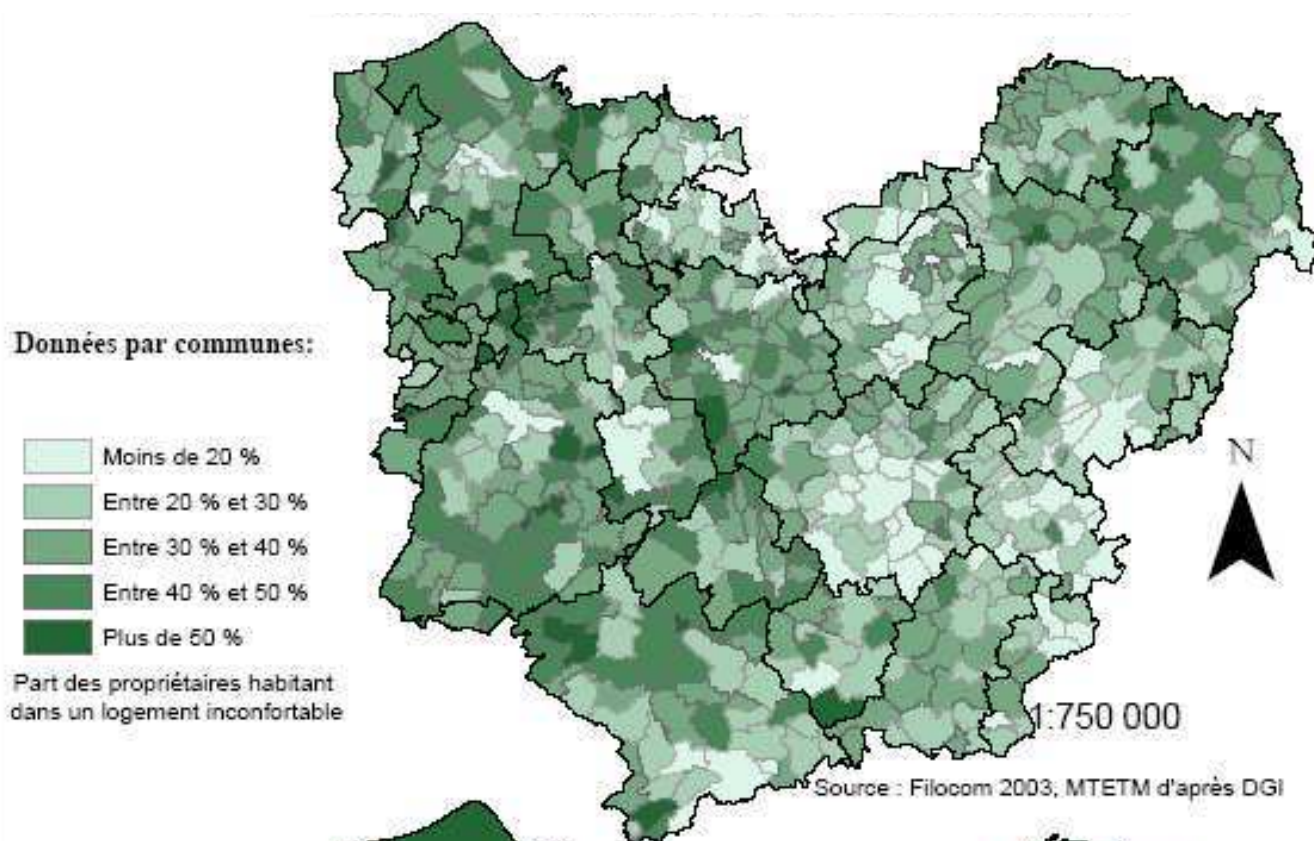 Données par communes:
Moins de 20 %
Entre 20 % et 30 %
Entre 30 % et 40 %
Entre 40 % et 50 %
Plus de 50 %
Part des propriétaires habitant
dans un logement inconfortable
N
1:750 000
Source : Filocom 2003, MTETM d'après DGI